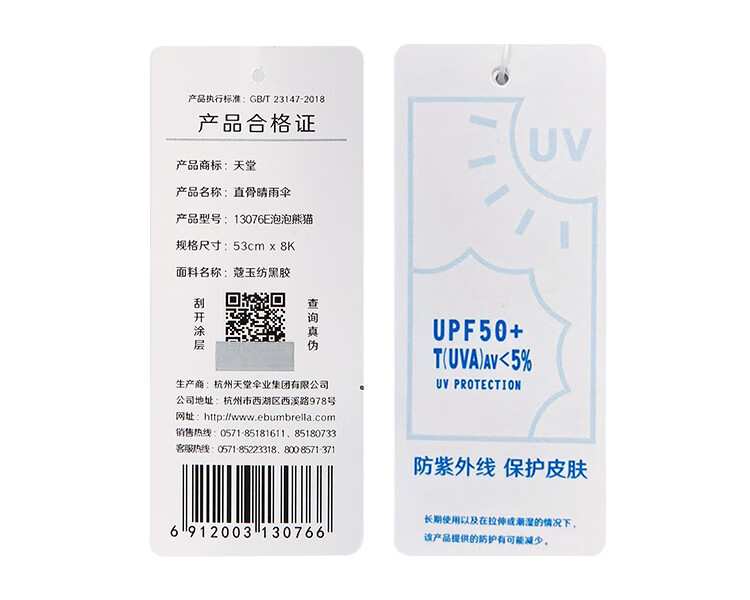 产品执行标准：GB/T 23147-2018
产品合格证
产品商标：天堂
产品名称：直骨晴雨伞
产品型号：13076E泡泡熊猫
规格尺寸：53cm x 8K
面料名称：蔻玉纺黑胶
刮开涂层
查询真伪
生产商：杭州天堂伞业集团有限公司
公司地址：杭州市西湖区西溪路978号
网址：http://www.ebumbrella.com
销售热线：0571-85181611、85180733
客服热线：0571-85223318、800-8571-371
6 912003 130766
UV
UPF50+
T(UVA)AV<5%
UV PROTECTION
防紫外线 保护皮肤
长期使用以及在拉伸或潮湿的情况下，
该产品提供的防护有可能减少。